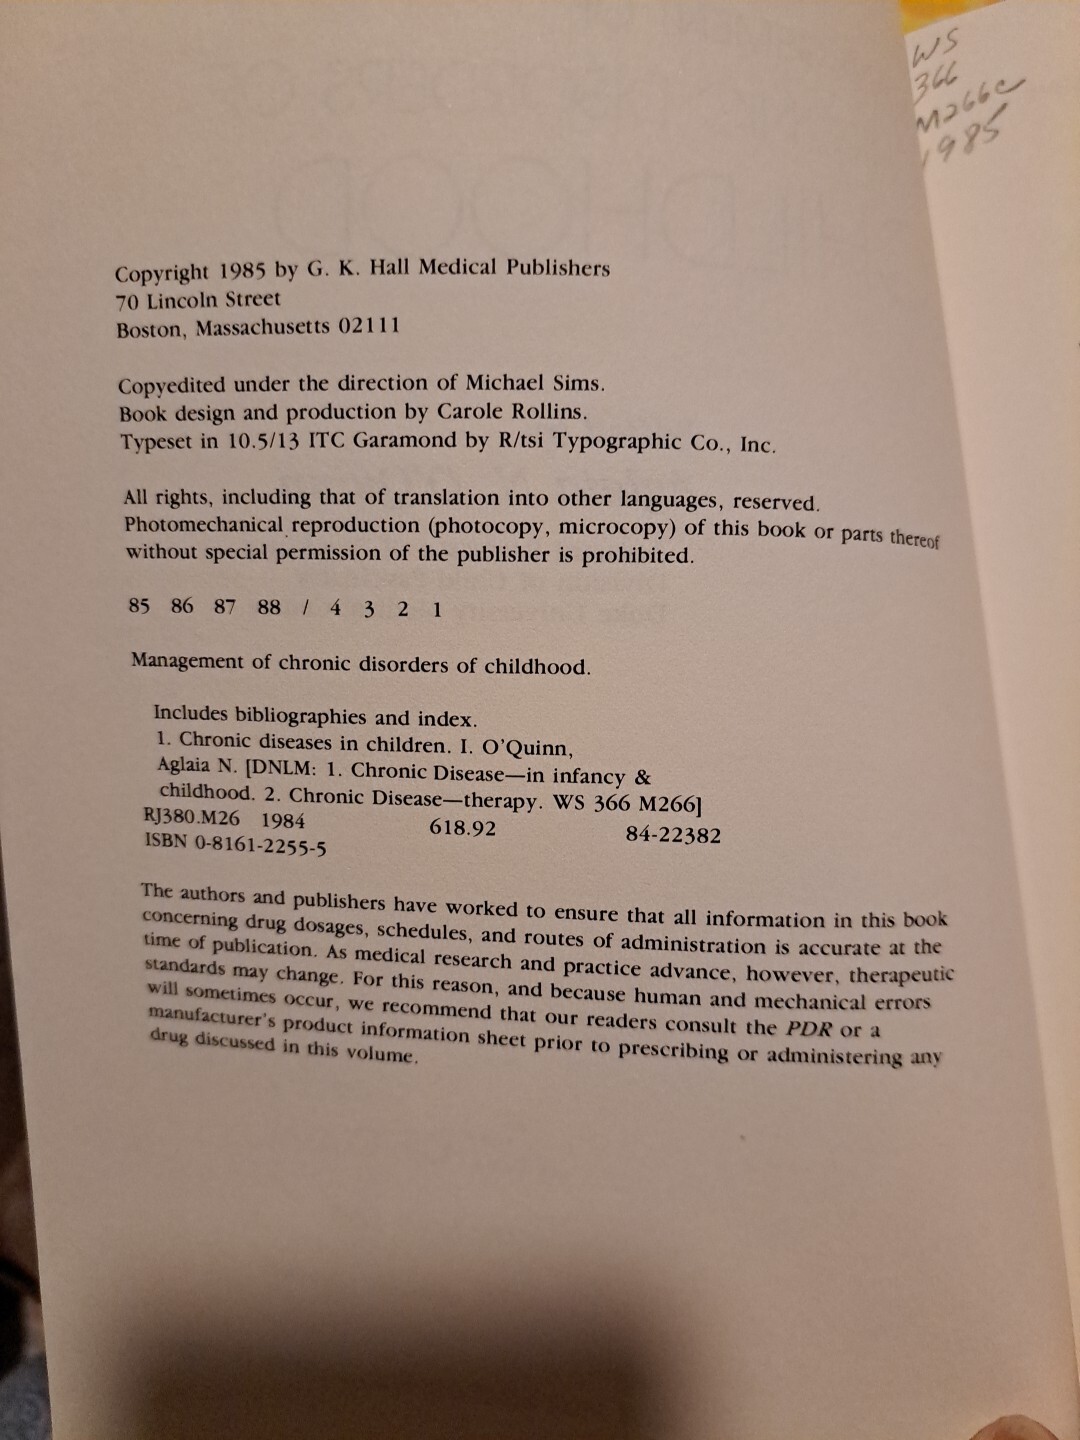 WS
366
M266c
1985
Copyright 1985 by G. K. Hall Medical Publishers
70 Lincoln Street
Boston, Massachusetts 02111
Copyedited under the direction of Michael Sims.
Book design and production by Carole Rollins.
Typeset in 10.5/13 ITC Garamond by R/tsi Typographic Co., Inc.
All rights, including that of translation into other languages, reserved.
Photomechanical reproduction (photocopy, microcopy) of this book or parts thereof
without special permission of the publisher is prohibited.
85 86 87 88 / 4 3 2 1
Management of chronic disorders of childhood.
Includes bibliographies and index.
1. Chronic diseases in children. I. O'Quinn,
Aglaia N. [DNLM: 1. Chronic Disease—in infancy &
childhood. 2. Chronic Disease—therapy. WS 366 M266]
RJ380.M26 1984 618.92 84-22382
ISBN 0-8161-2255-5
The authors and publishers have worked to ensure that all information in this book
concerning drug dosages, schedules, and routes of administration is accurate at the
time of publication. As medical research and practice advance, however, therapeutic
standards may change. For this reason, and because human and mechanical errors
will sometimes occur, we recommend that our readers consult the PDR or a
manufacturer's product information sheet prior to prescribing or administering any
drug discussed in this volume.